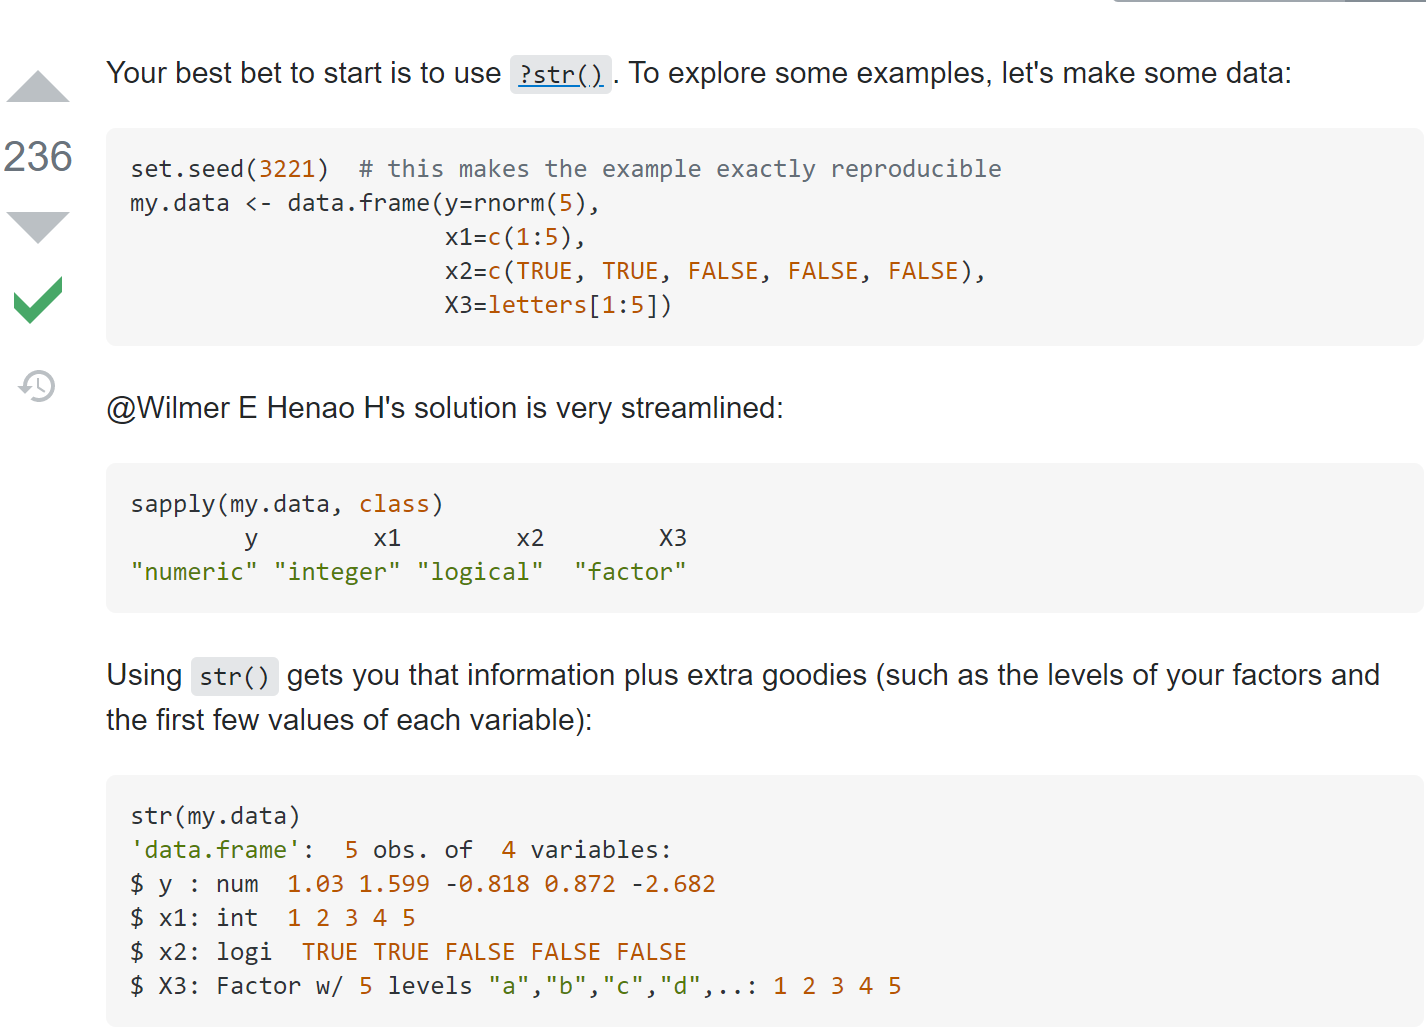 Your best bet to start is to use ?str(). To explore some examples, let's make some data:
236
set.seed(3221)  # this makes the example exactly reproducible
my.data <- data.frame(y=rnorm(5),
                      x1=c(1:5),
                      x2=c(TRUE, TRUE, FALSE, FALSE, FALSE),
                      X3=letters[1:5])
@Wilmer E Henao H's solution is very streamlined:
sapply(my.data, class)
        y        x1        x2        X3
"numeric" "integer" "logical"  "factor"
Using str() gets you that information plus extra goodies (such as the levels of your factors and
the first few values of each variable):
str(my.data)
'data.frame':  5 obs. of  4 variables:
$ y : num  1.03 1.599 -0.818 0.872 -2.682
$ x1: int  1 2 3 4 5
$ x2: logi  TRUE TRUE FALSE FALSE FALSE
$ X3: Factor w/ 5 levels "a","b","c","d",..: 1 2 3 4 5